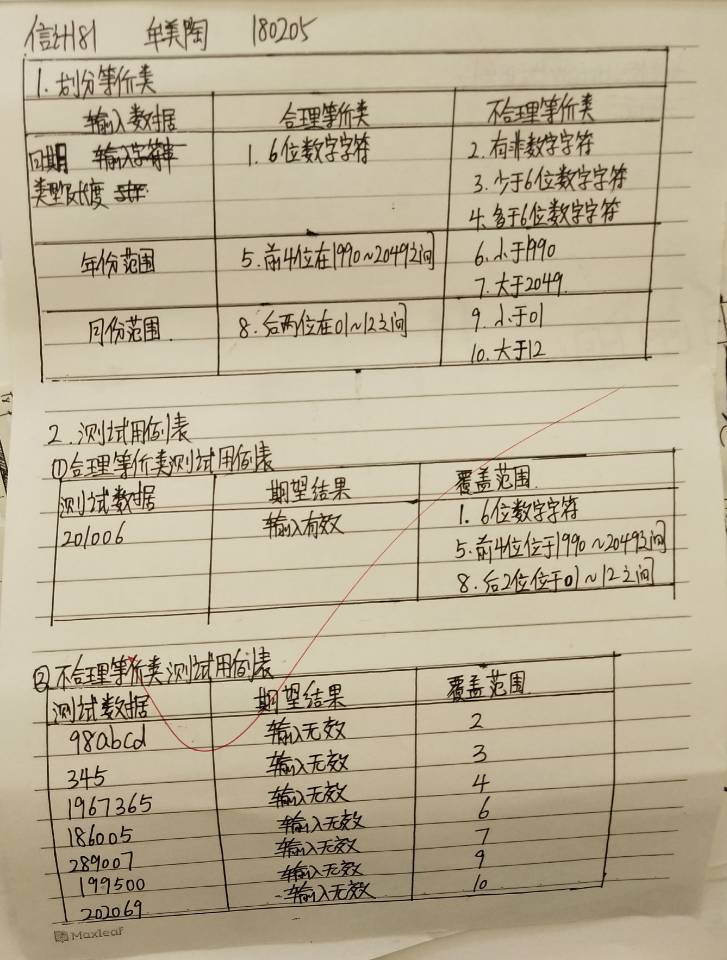 信计181 年美陶 180205
1. 划分等价类
输入数据 合理等价类 不合理等价类
日期 输入字符串 1. 6位数字字符 2. 有非数字字符
类型及长度 3. 少于6位数字字符
4. 多于6位数字字符
年份范围 5. 前4位在1990~2049之间 6. 小于1990
7. 大于2049
月份范围. 8. 后两位在01~12之间 9. 小于01
10. 大于12
2. 测试用例表
①合理等价类测试用例表
测试数据 期望结果 覆盖范围
201006 输入有效 1. 6位数字字符
5. 前4位位于1990~2049之间
8. 后2位位于01~12之间
②不合理等价类测试用例表
测试数据 期望结果 覆盖范围
98abcd 输入无效 2
345 输入无效 3
1967365 输入无效 4
186005 输入无效 6
289007 输入无效 7
199500 输入无效 9
202069 输入无效 10
Maxleaf